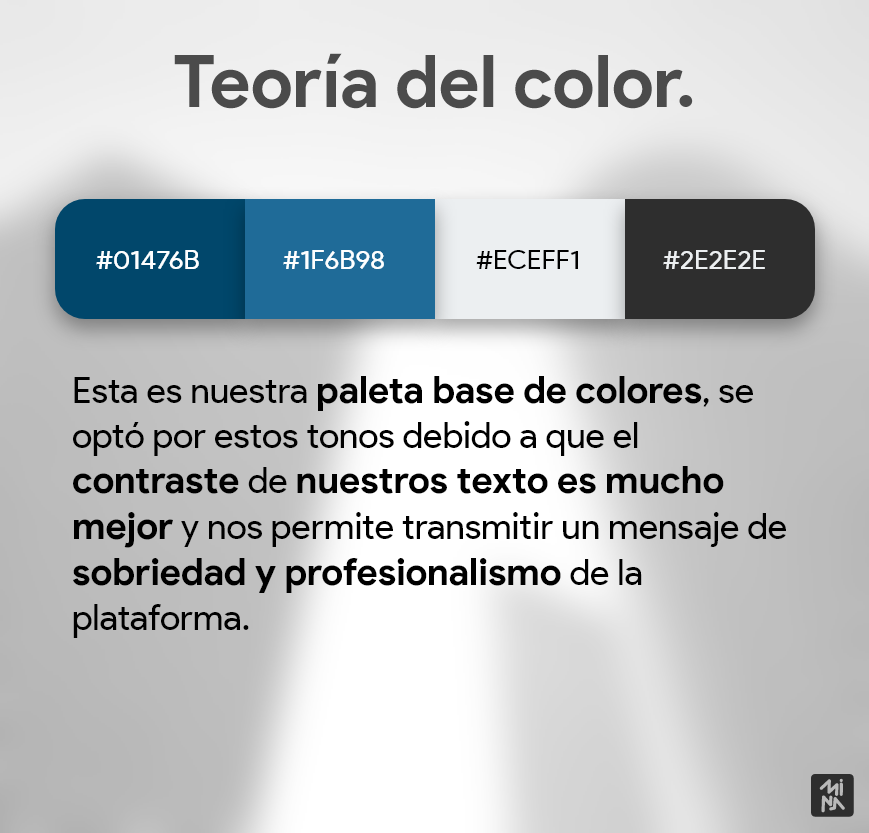 Teoría del color.
#01476B #1F6B98 #ECEFF1 #2E2E2E
Esta es nuestra paleta base de colores, se
optó por estos tonos debido a que el
contraste de nuestros texto es mucho
mejor y nos permite transmitir un mensaje de
sobriedad y profesionalismo de la
plataforma.
MINA